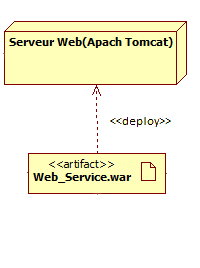 Serveur Web(Apach Tomcat)
<<deploy>>
<<artifact>>
Web_Service.war